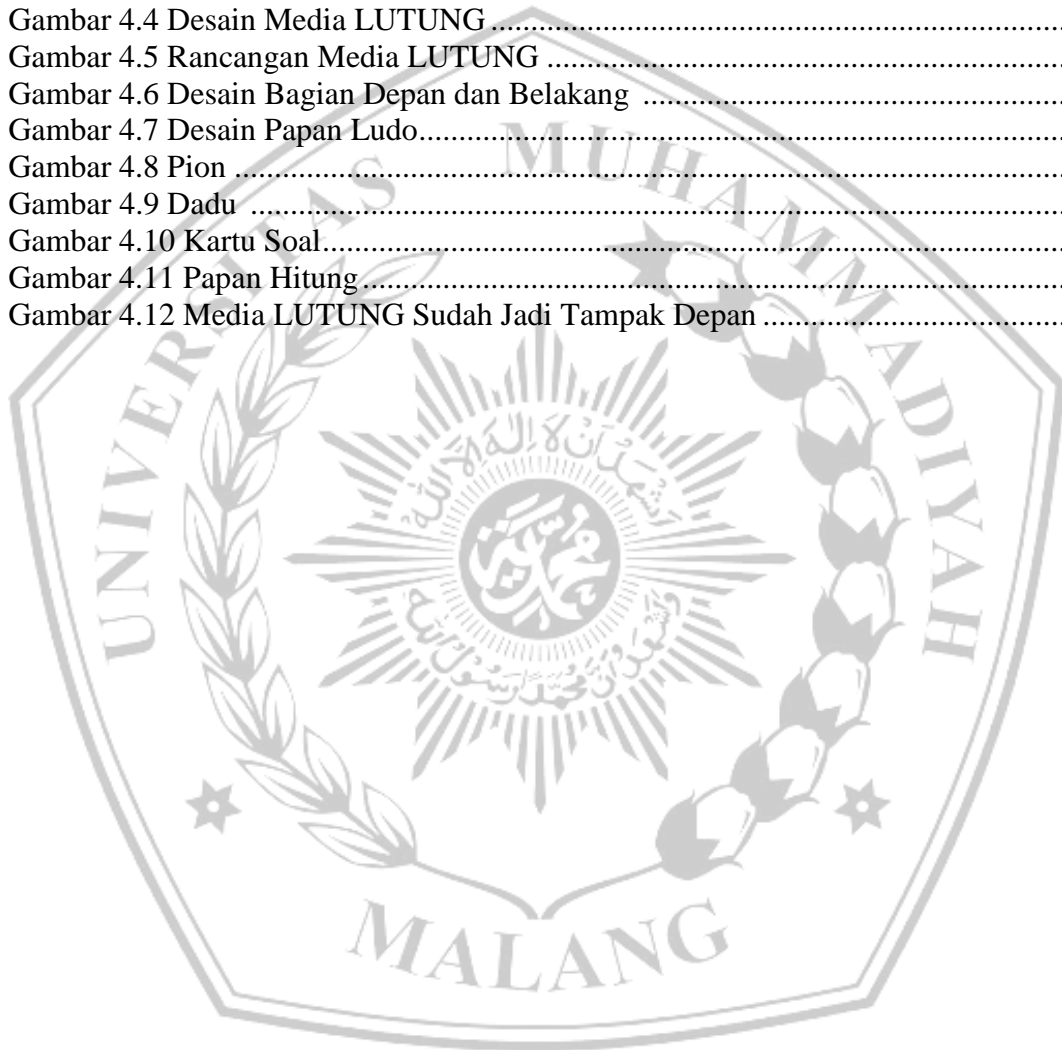 Gambar 4.4 Desain Media LUTUNG ................................................................................
Gambar 4.5 Rancangan Media LUTUNG ........................................................................
Gambar 4.6 Desain Bagian Depan dan Belakang ...........................................................
Gambar 4.7 Desain Papan Ludo.........................................................................................
Gambar 4.8 Pion ................................................................................................................
Gambar 4.9 Dadu ..............................................................................................................
Gambar 4.10 Kartu Soal.....................................................................................................
Gambar 4.11 Papan Hitung................................................................................................
Gambar 4.12 Media LUTUNG Sudah Jadi Tampak Depan ..........................................
UNIVERSITAS MUHAMMADIYAH
MALANG